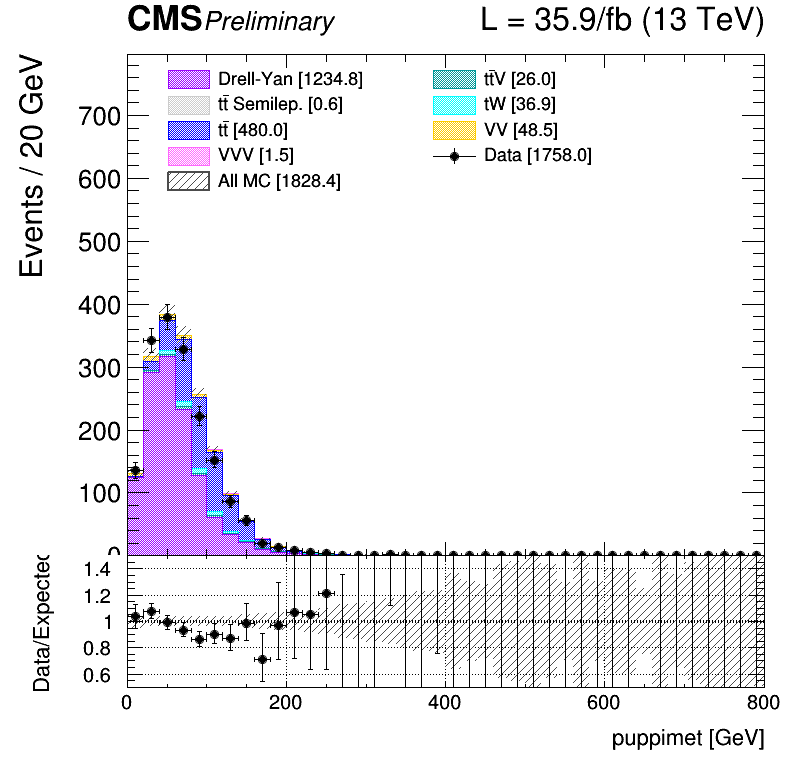 CMS Preliminary L = 35.9/fb (13 TeV)
Events / 20 GeV
Drell-Yan [1234.8]
tt̄ Semilep. [0.6]
tt̄ [480.0]
VVV [1.5]
All MC [1828.4]
tt̄V [26.0]
tW [36.9]
VV [48.5]
Data [1758.0]
700
600
500
400
300
200
100
0
Data/Expected
1.4
1.2
1
0.8
0.6
0 200 400 600 800
puppimet [GeV]